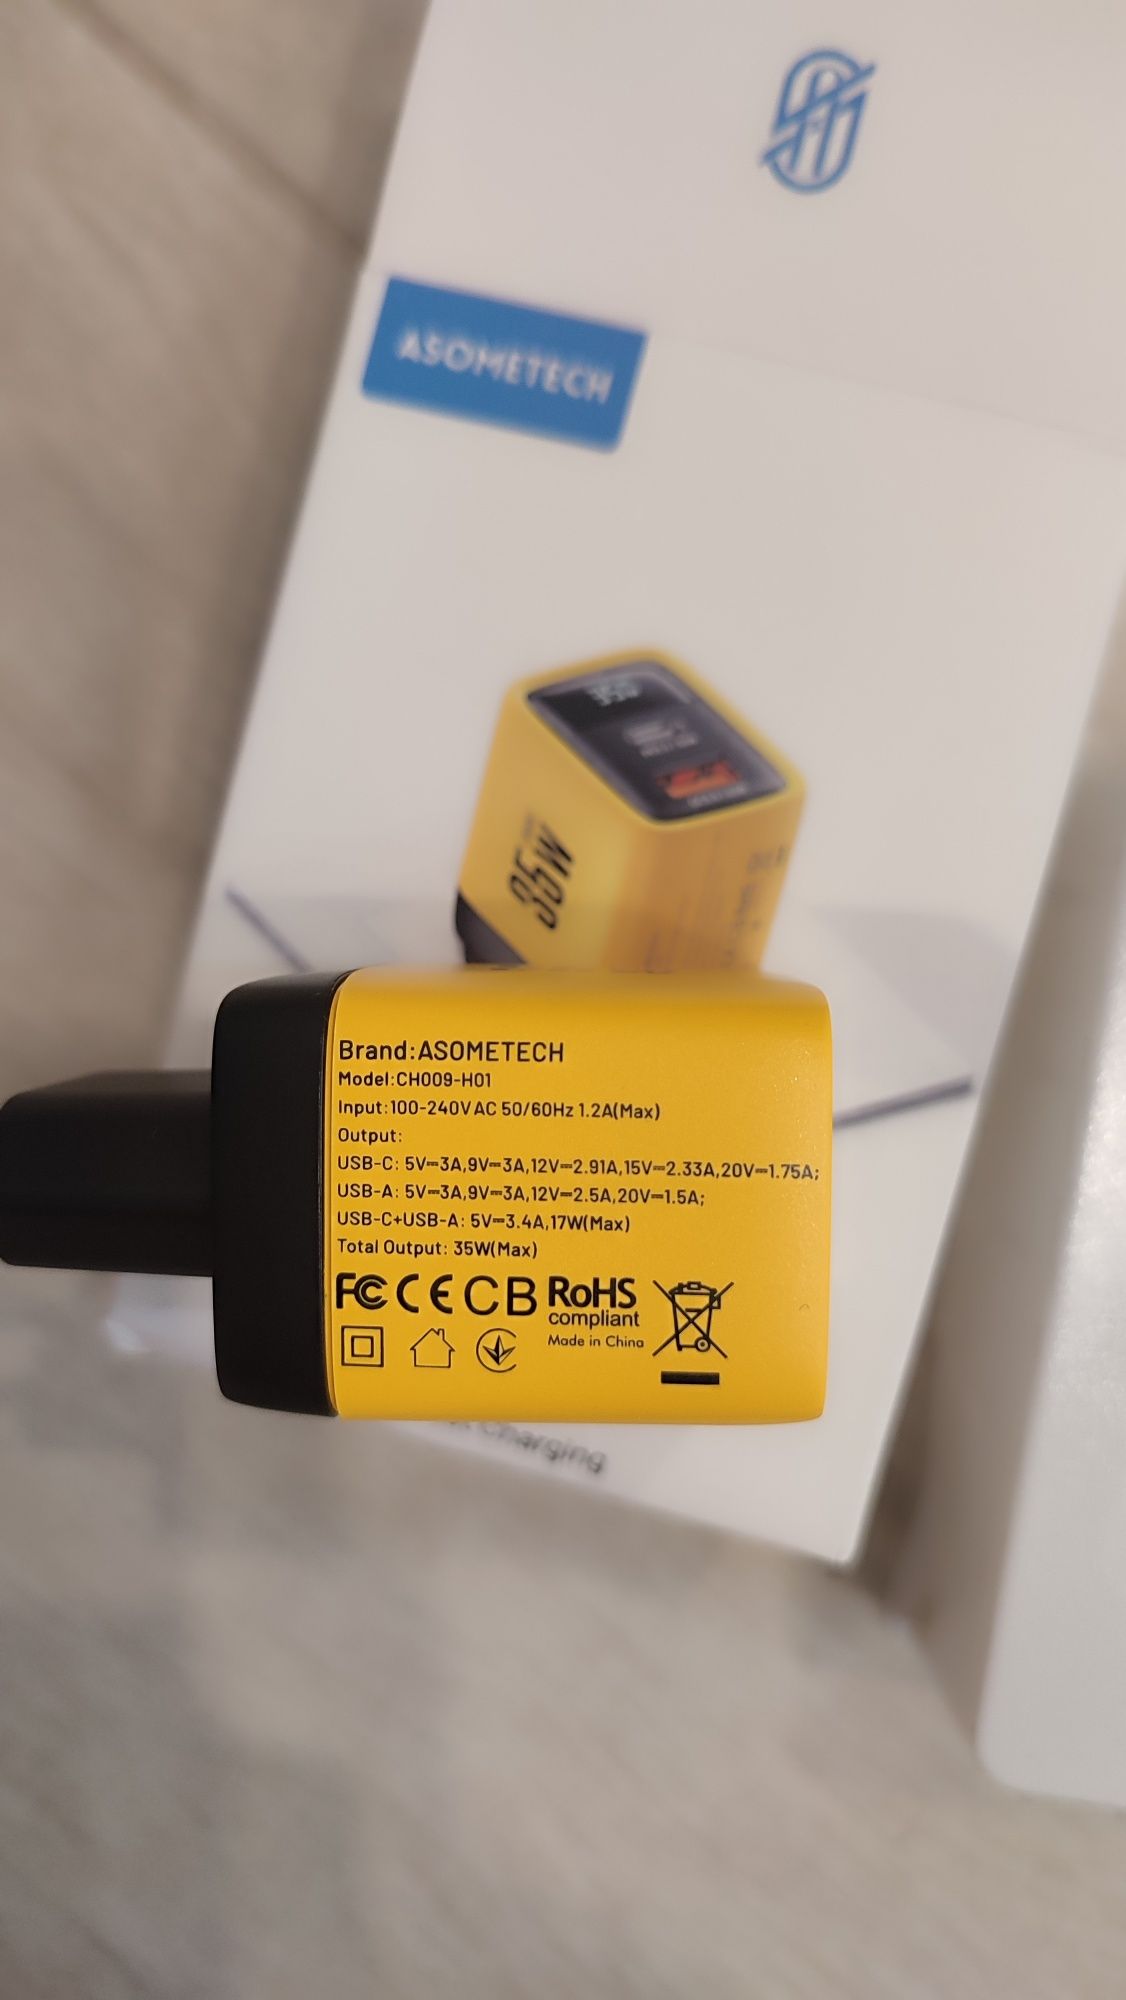 ASOMETECH
35W
Brand:ASOMETECH
Model:CH009-H01
Input:100-240V AC 50/60Hz 1.2A(Max)
Output:
USB-C: 5V⎓3A,9V⎓3A,12V⎓2.91A,15V⎓2.33A,20V⎓1.75A;
USB-A: 5V⎓3A,9V⎓3A,12V⎓2.5A,20V⎓1.5A;
USB-C+USB-A: 5V⎓3.4A,17W(Max)
Total Output: 35W(Max)
FC CE CB RoHS
compliant
Made in China
Charging